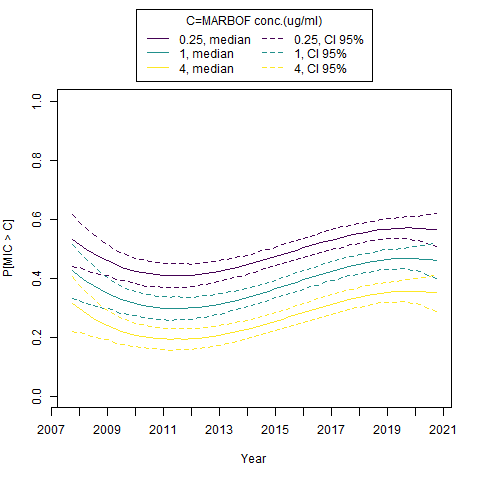 C=MARBOF conc.(ug/ml)
0.25, median 0.25, CI 95%
1, median 1, CI 95%
4, median 4, CI 95%
1.0
0.8
0.6
0.4
0.2
0.0
P[MIC > C]
2007 2009 2011 2013 2015 2017 2019 2021
Year